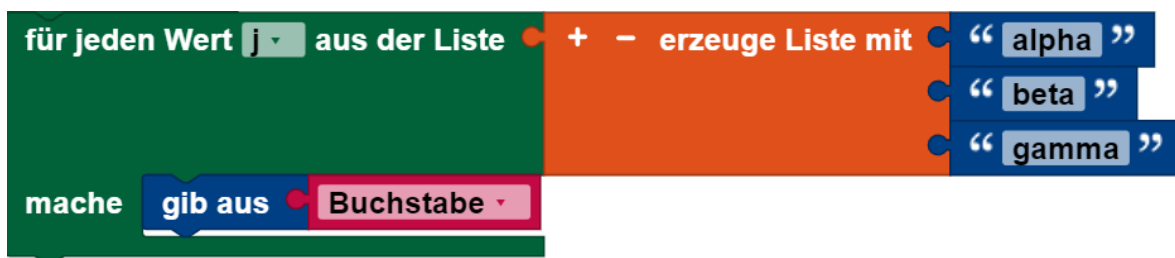 für jeden Wert j aus der Liste + - erzeuge Liste mit “ alpha ”
“ beta ”
“ gamma ”
mache gib aus Buchstabe